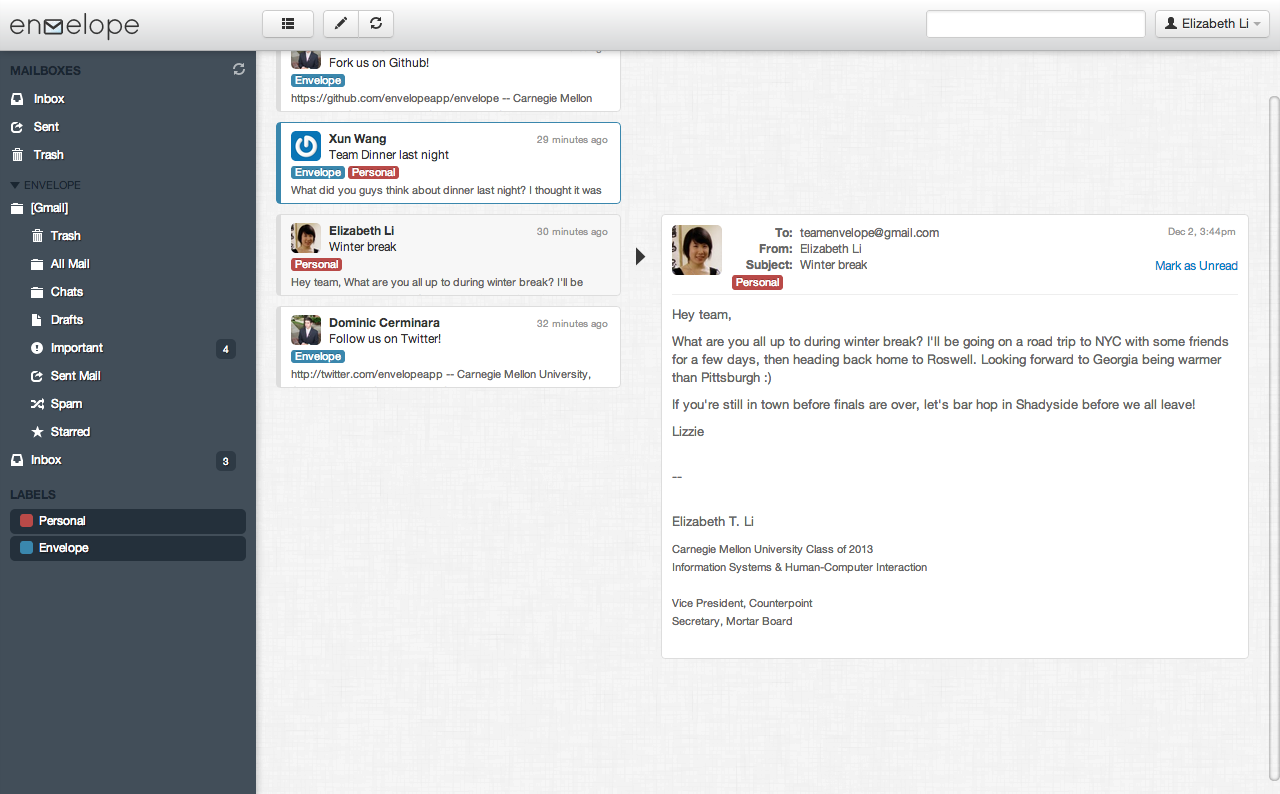 envelope
Elizabeth Li
MAILBOXES
Inbox
Sent
Trash
ENVELOPE
[Gmail]
Trash
All Mail
Chats
Drafts
Important 4
Sent Mail
Spam
Starred
Inbox 3
LABELS
Personal
Envelope
Fork us on Github!
Envelope
https://github.com/envelopeapp/envelope -- Carnegie Mellon
Xun Wang 29 minutes ago
Team Dinner last night
Envelope Personal
What did you guys think about dinner last night? I thought it was
Elizabeth Li 30 minutes ago
Winter break
Personal
Hey team, What are you all up to during winter break? I'll be
Dominic Cerminara 32 minutes ago
Follow us on Twitter!
Envelope
http://twitter.com/envelopeapp -- Carnegie Mellon University,
To: teamenvelope@gmail.com Dec 2, 3:44pm
From: Elizabeth Li
Subject: Winter break Mark as Unread
Personal
Hey team,
What are you all up to during winter break? I'll be going on a road trip to NYC with some friends
for a few days, then heading back home to Roswell. Looking forward to Georgia being warmer
than Pittsburgh :)
If you're still in town before finals are over, let's bar hop in Shadyside before we all leave!
Lizzie
--
Elizabeth T. Li
Carnegie Mellon University Class of 2013
Information Systems & Human-Computer Interaction
Vice President, Counterpoint
Secretary, Mortar Board